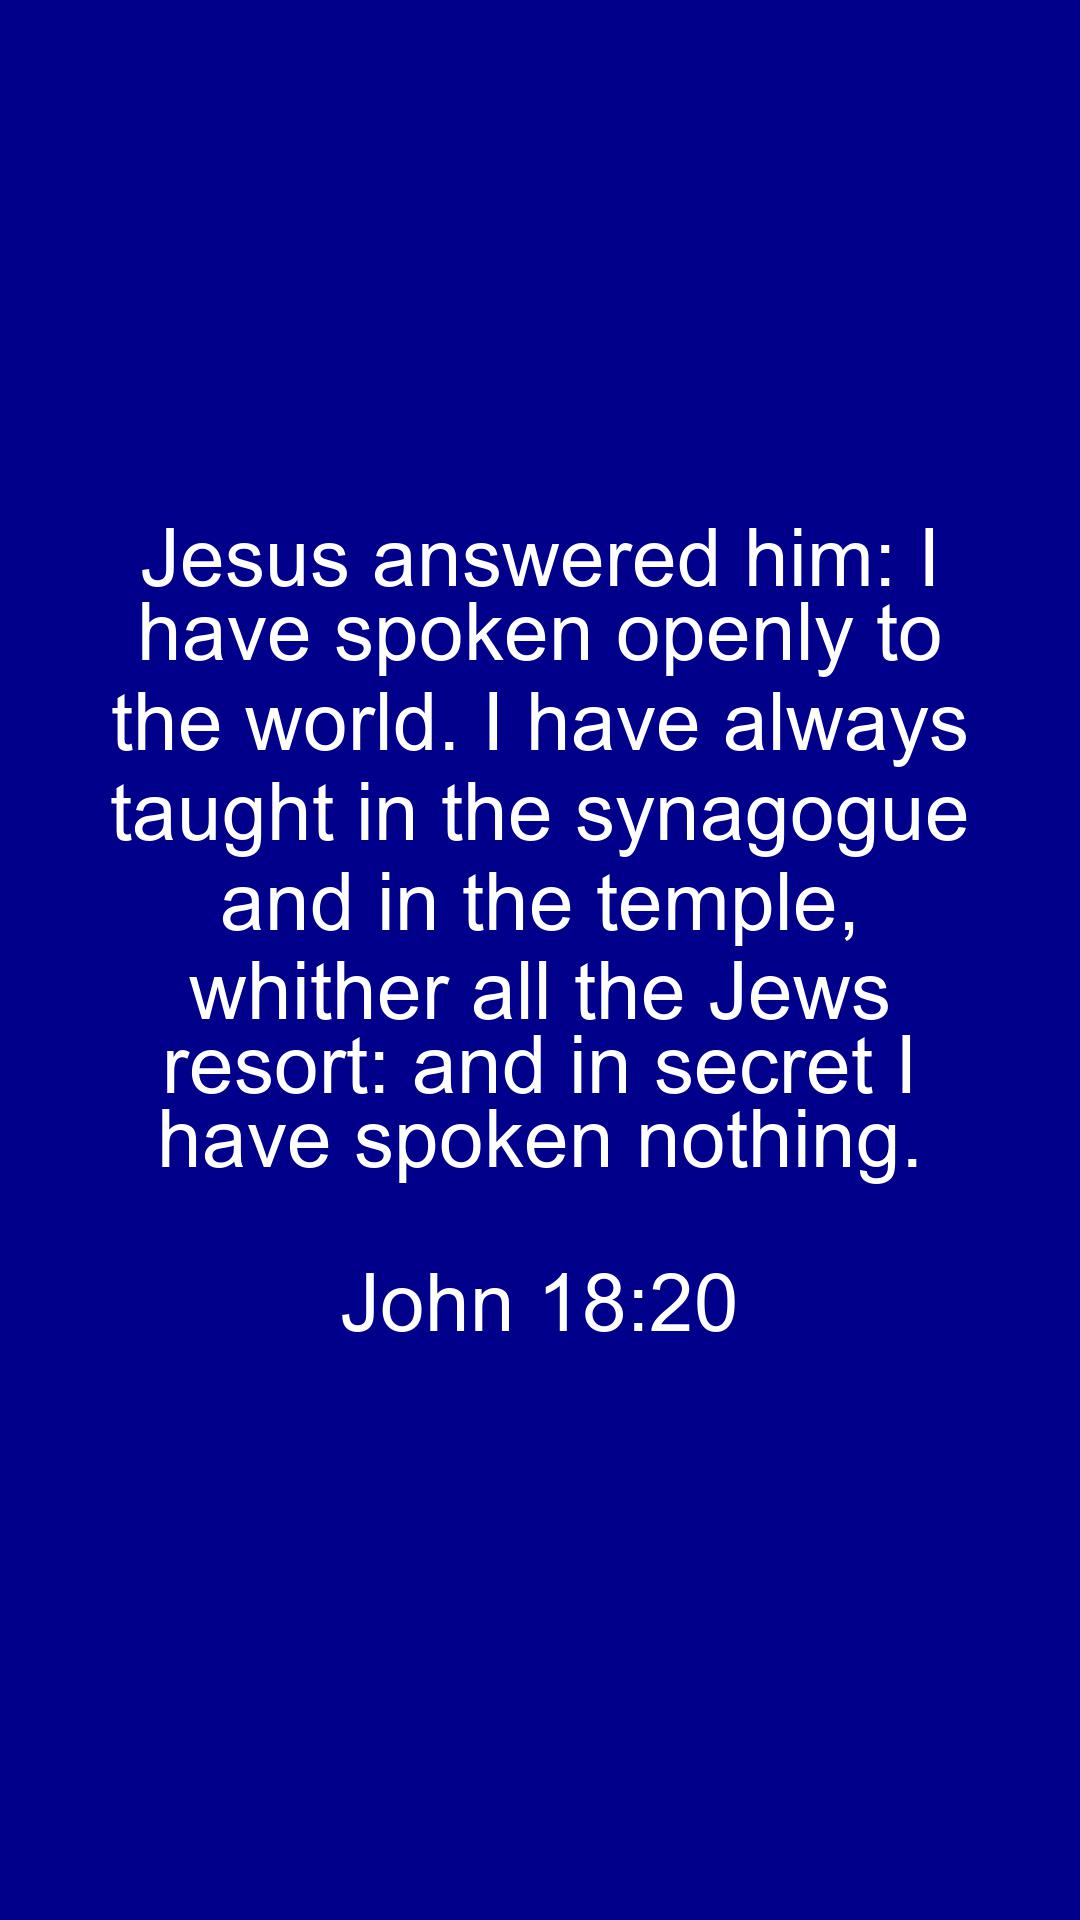 Jesus answered him: I
have spoken openly to
the world. I have always
taught in the synagogue
and in the temple,
whither all the Jews
resort: and in secret I
have spoken nothing.
John 18:20